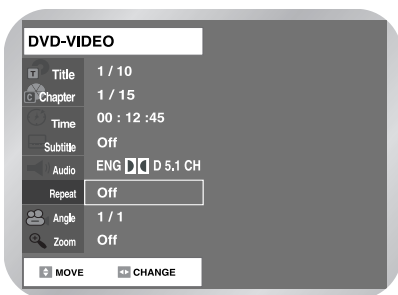 DVD-VIDEO
T Title 1 / 10
C Chapter 1 / 15
Time 00 : 12 :45
Subtitle Off
Audio ENG D 5.1 CH
Repeat Off
Angle 1 / 1
Zoom Off
MOVE CHANGE